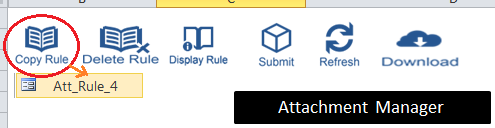 Copy Rule Delete Rule Display Rule Submit Refresh Download
Att_Rule_4
Attachment Manager